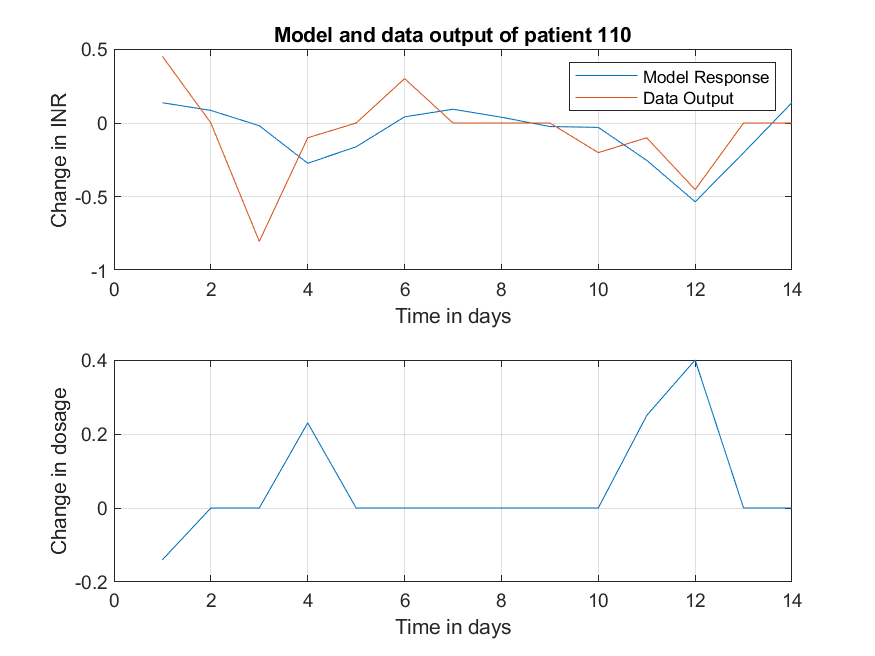 Model and data output of patient 110
Change in INR
0.5
0
-0.5
-1
Model Response
Data Output
0 2 4 6 8 10 12 14
Time in days
Change in dosage
0.4
0.2
0
-0.2
0 2 4 6 8 10 12 14
Time in days